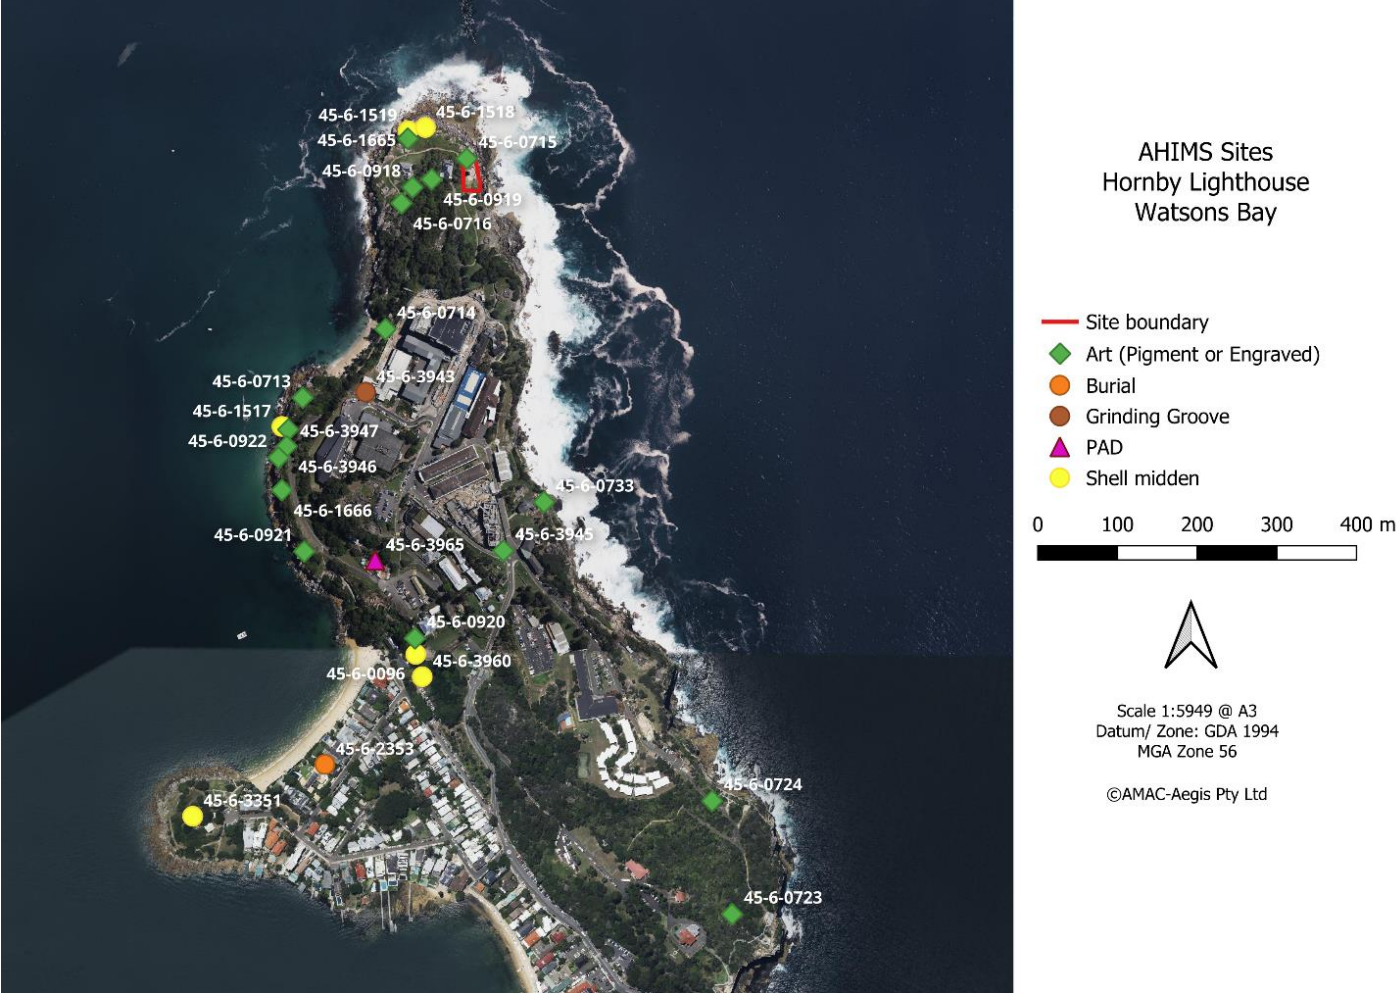 45-6-1519
45-6-1518
45-6-1665
45-6-0715
45-6-0918
45-6-0919
45-6-0716
45-6-0714
45-6-3943
45-6-0713
45-6-1517
45-6-3947
45-6-0922
45-6-3946
45-6-0733
45-6-1666
45-6-0921
45-6-3945
45-6-3965
45-6-0920
45-6-3960
45-6-0096
45-6-2353
45-6-0724
45-6-3351
45-6-0723
AHIMS Sites
Hornby Lighthouse
Watsons Bay
Site boundary
Art (Pigment or Engraved)
Burial
Grinding Groove
PAD
Shell midden
0 100 200 300 400 m
Scale 1:5949 @ A3
Datum/ Zone: GDA 1994
MGA Zone 56
©AMAC-Aegis Pty Ltd